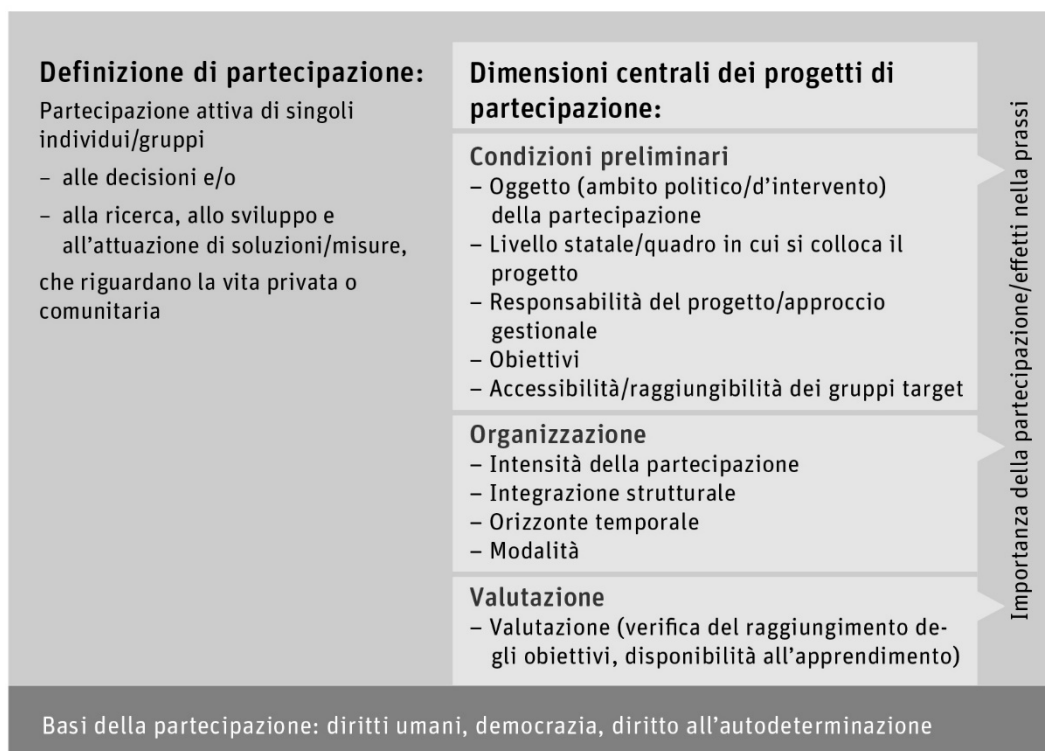 Definizione di partecipazione:
Partecipazione attiva di singoli
individui/gruppi
– alle decisioni e/o
– alla ricerca, allo sviluppo e
all’attuazione di soluzioni/misure,
che riguardano la vita privata o
comunitaria
Dimensioni centrali dei progetti di
partecipazione:
Condizioni preliminari
– Oggetto (ambito politico/d’intervento)
della partecipazione
– Livello statale/quadro in cui si colloca il
progetto
– Responsabilità del progetto/approccio
gestionale
– Obiettivi
– Accessibilità/raggiungibilità dei gruppi target
Organizzazione
– Intensità della partecipazione
– Integrazione strutturale
– Orizzonte temporale
– Modalità
Valutazione
– Valutazione (verifica del raggiungimento de-
gli obiettivi, disponibilità all’apprendimento)
Importanza della partecipazione/effetti nella prassi
Basi della partecipazione: diritti umani, democrazia, diritto all’autodeterminazione